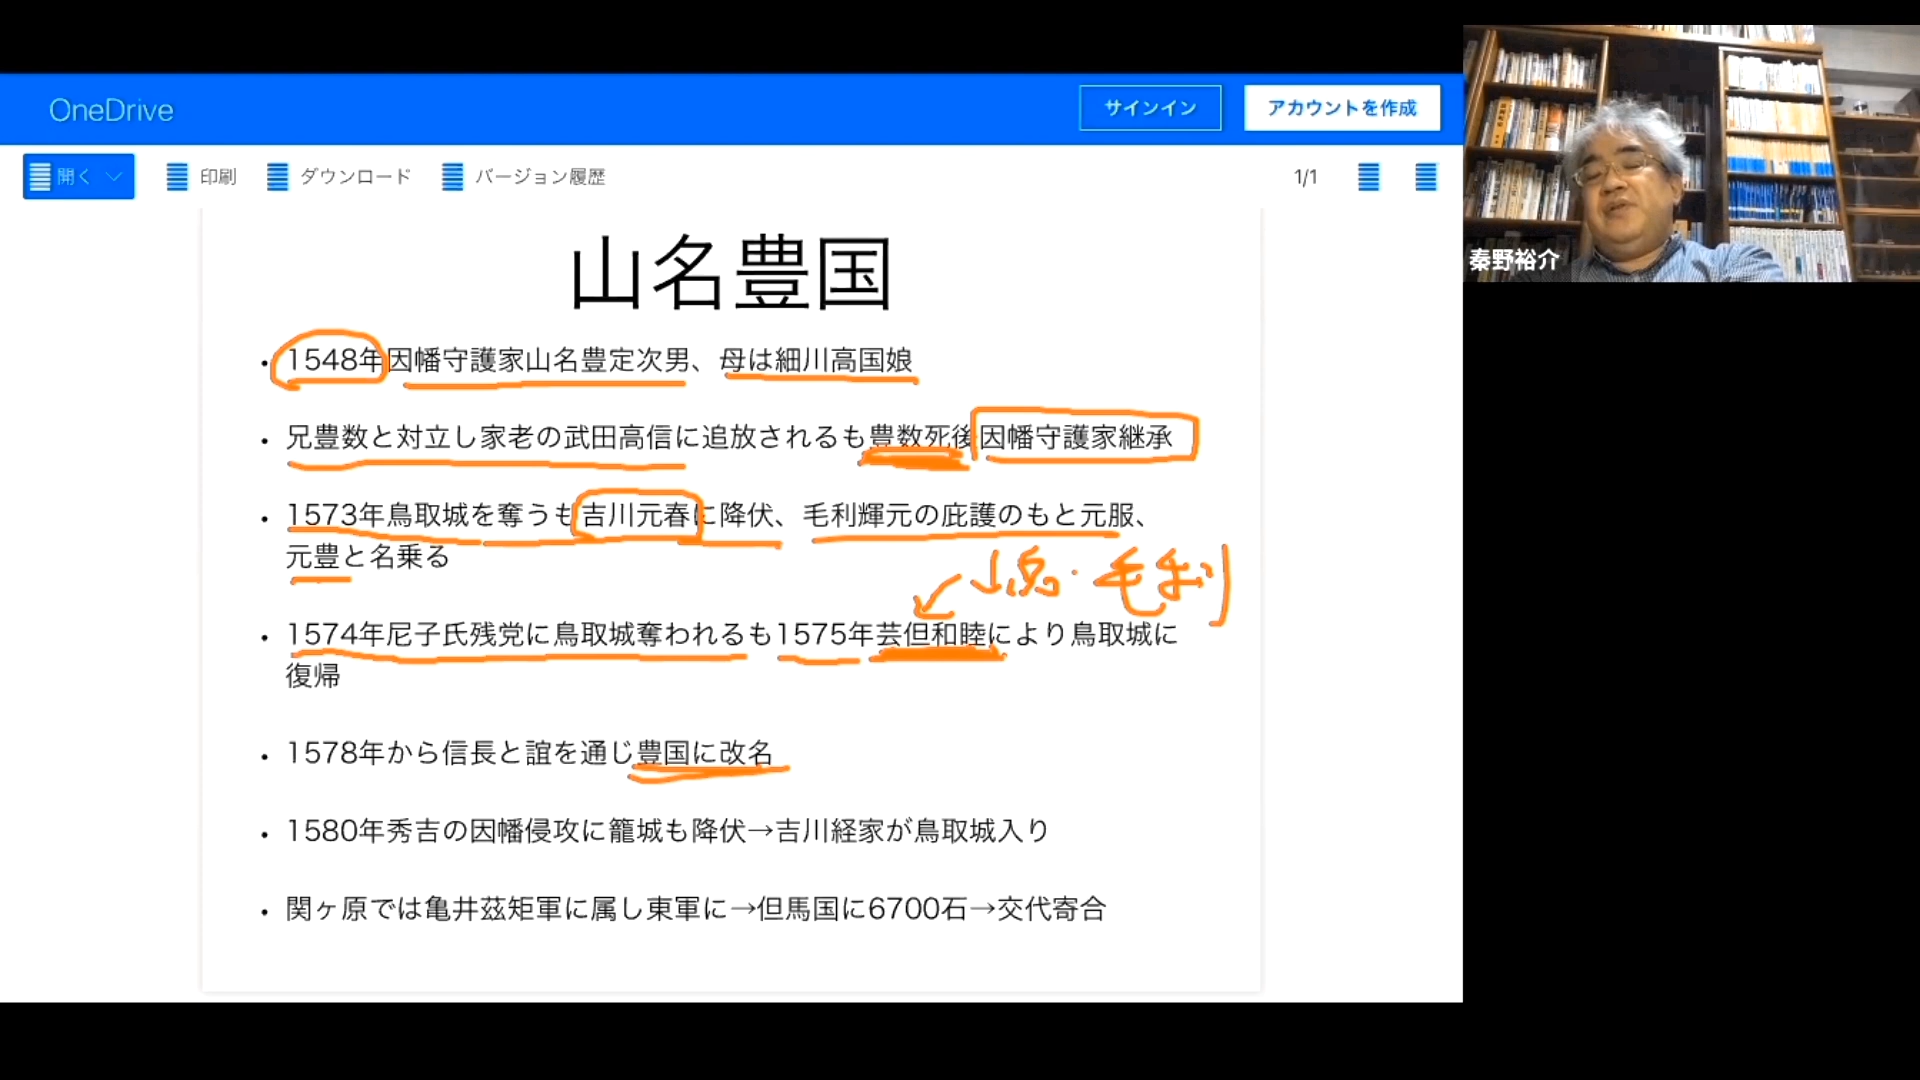 OneDrive
サインイン
アカウントを作成
開く
印刷
ダウンロード
バージョン履歴
1/1
秦野裕介
山名豊国
• 1548年因幡守護家山名豊定次男、母は細川高国娘
• 兄豊数と対立し家老の武田高信に追放されるも豊数死後因幡守護家継承
• 1573年鳥取城を奪うも吉川元春に降伏、毛利輝元の庇護のもと元服、
元豊と名乗る
毛利
• 1574年尼子氏残党に鳥取城奪われるも1575年芸但和睦により鳥取城に
復帰
• 1578年から信長と誼を通じ豊国に改名
• 1580年秀吉の因幡侵攻に籠城も降伏→吉川経家が鳥取城入り
• 関ヶ原では亀井茲矩軍に属し東軍に→但馬国に6700石→交代寄合